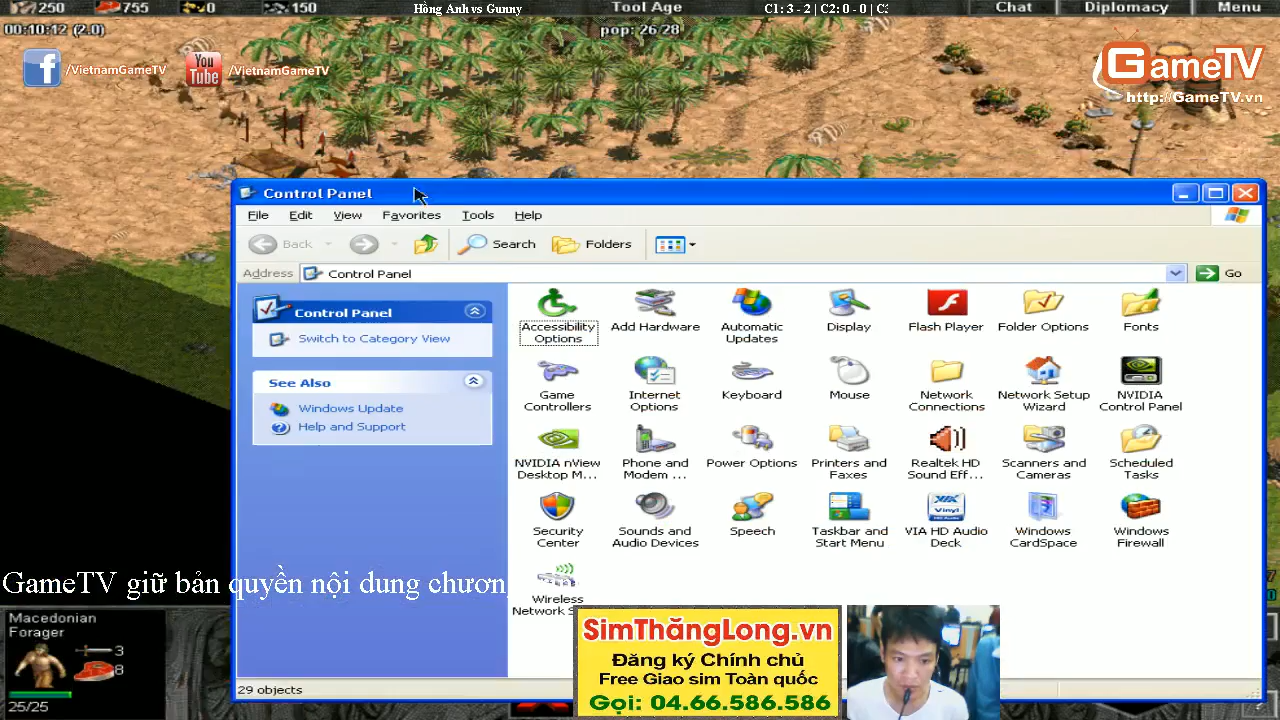 250
755
0
150
Hồng Anh vs Gunny
Tool Age
C1: 3 - 2 | C2: 0 - 0 | C:
Chat
Diplomacy
Menu
00:10:12 (2.0)
pop: 26/28
/VietnamGameTV
You Tube
/VietnamGameTV
GameTV
http://GameTV.vn
Control Panel
File Edit View Favorites Tools Help
Back
Search
Folders
Address
Control Panel
Go
Control Panel
Switch to Category View
See Also
Windows Update
Help and Support
Accessibility Options
Add Hardware
Automatic Updates
Display
Flash Player
Folder Options
Fonts
Game Controllers
Internet Options
Keyboard
Mouse
Network Connections
Network Setup Wizard
NVIDIA Control Panel
NVIDIA nView Desktop M...
Phone and Modem ...
Power Options
Printers and Faxes
Realtek HD Sound Eff...
Scanners and Cameras
Scheduled Tasks
Security Center
Sounds and Audio Devices
Speech
Taskbar and Start Menu
VIA HD Audio Deck
Windows CardSpace
Windows Firewall
Wireless
Network S
29 objects
GameTV giữ bản quyền nội dung chương
Macedonian
Forager
3
8
25/25
SimThăngLong.vn
Đăng ký Chính chủ
Free Giao sim Toàn quốc
Gọi: 04.66.586.586